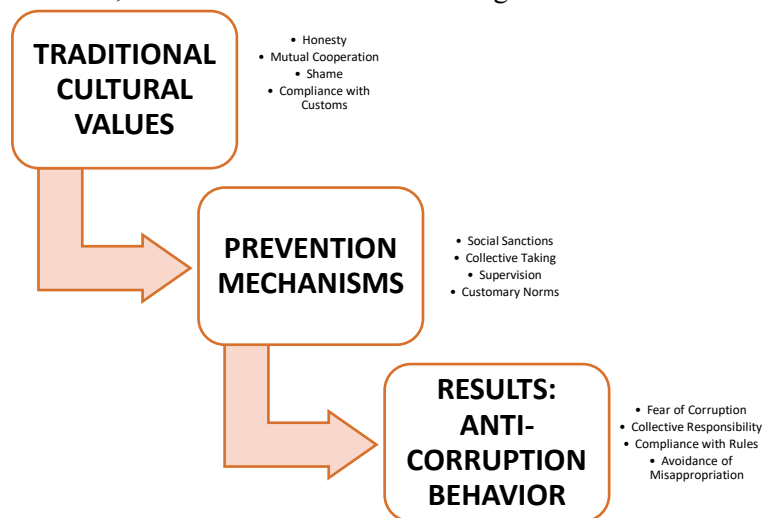 TRADITIONAL
CULTURAL
VALUES
• Honesty
• Mutual Cooperation
• Shame
• Compliance with
Customs
PREVENTION
MECHANISMS
• Social Sanctions
• Collective Taking
• Supervision
• Customary Norms
RESULTS:
ANTI-
CORRUPTION
BEHAVIOR
• Fear of Corruption
• Collective Responsibility
• Compliance with Rules
• Avoidance of
Misappropriation